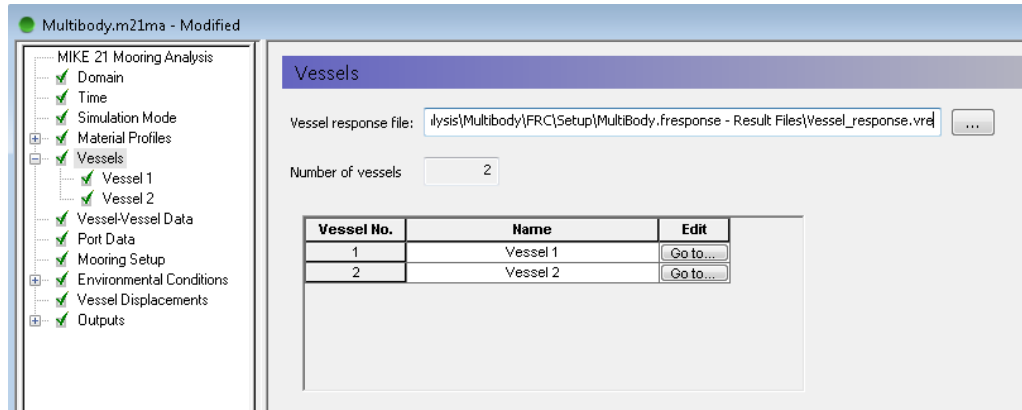 Multibody.m21ma - Modified
MIKE 21 Mooring Analysis
Domain
Time
Simulation Mode
Material Profiles
Vessels
Vessel 1
Vessel 2
Vessel-Vessel Data
Port Data
Mooring Setup
Environmental Conditions
Vessel Displacements
Outputs
Vessels
Vessel response file: ilysis\Multibody\FRC\Setup\MultiBody.fresponse - Result Files\Vessel_response.vre ...
Number of vessels 2
Vessel No. Name Edit
1 Vessel 1 Go to...
2 Vessel 2 Go to...